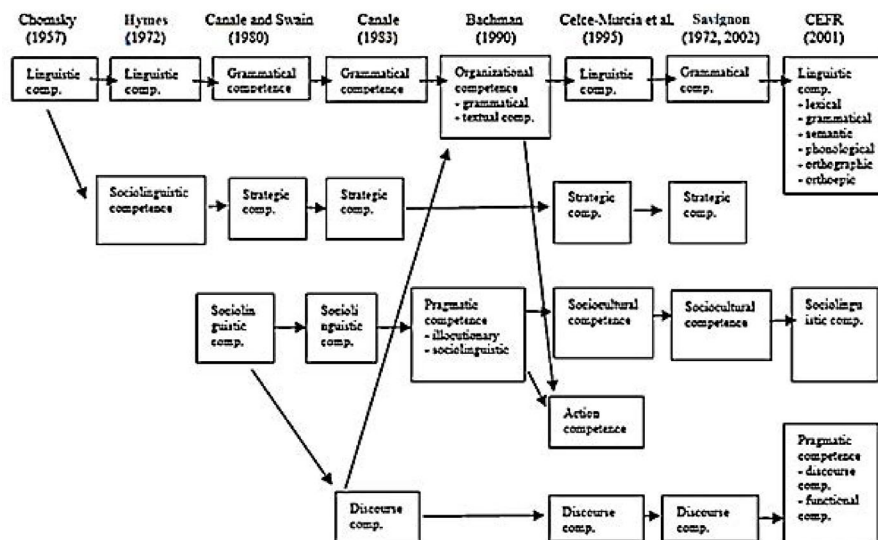 Chomsky
(1957)
Hymes
(1972)
Canale and Swain
(1980)
Canale
(1983)
Bachman
(1990)
Celce-Murcia et al.
(1995)
Savignon
(1972, 2002)
CEFR
(2001)
Linguistic
comp.
Linguistic
comp.
Grammatical
competence
Grammatical
competence
Organizational
competence
- grammatical
- textual comp.
Linguistic
comp.
Grammatical
comp.
Linguistic
comp.
- lexical
- grammatical
- semantic
- phonological
- orthographic
- orthoepic
Sociolinguistic
competence
Strategic
comp.
Strategic
comp.
Strategic
comp.
Strategic
comp.
Sociolin
guistic
comp.
Socioli
nguistic
comp.
Pragmatic
competence
- illocutionary
- sociolinguistic
Sociocultural
competence
Sociocultural
competence
Sociolingu
istic comp.
Action
competence
Discourse
comp.
Discourse
comp.
Discourse
comp.
Pragmatic
competence
- discourse
comp.
- functional
comp.